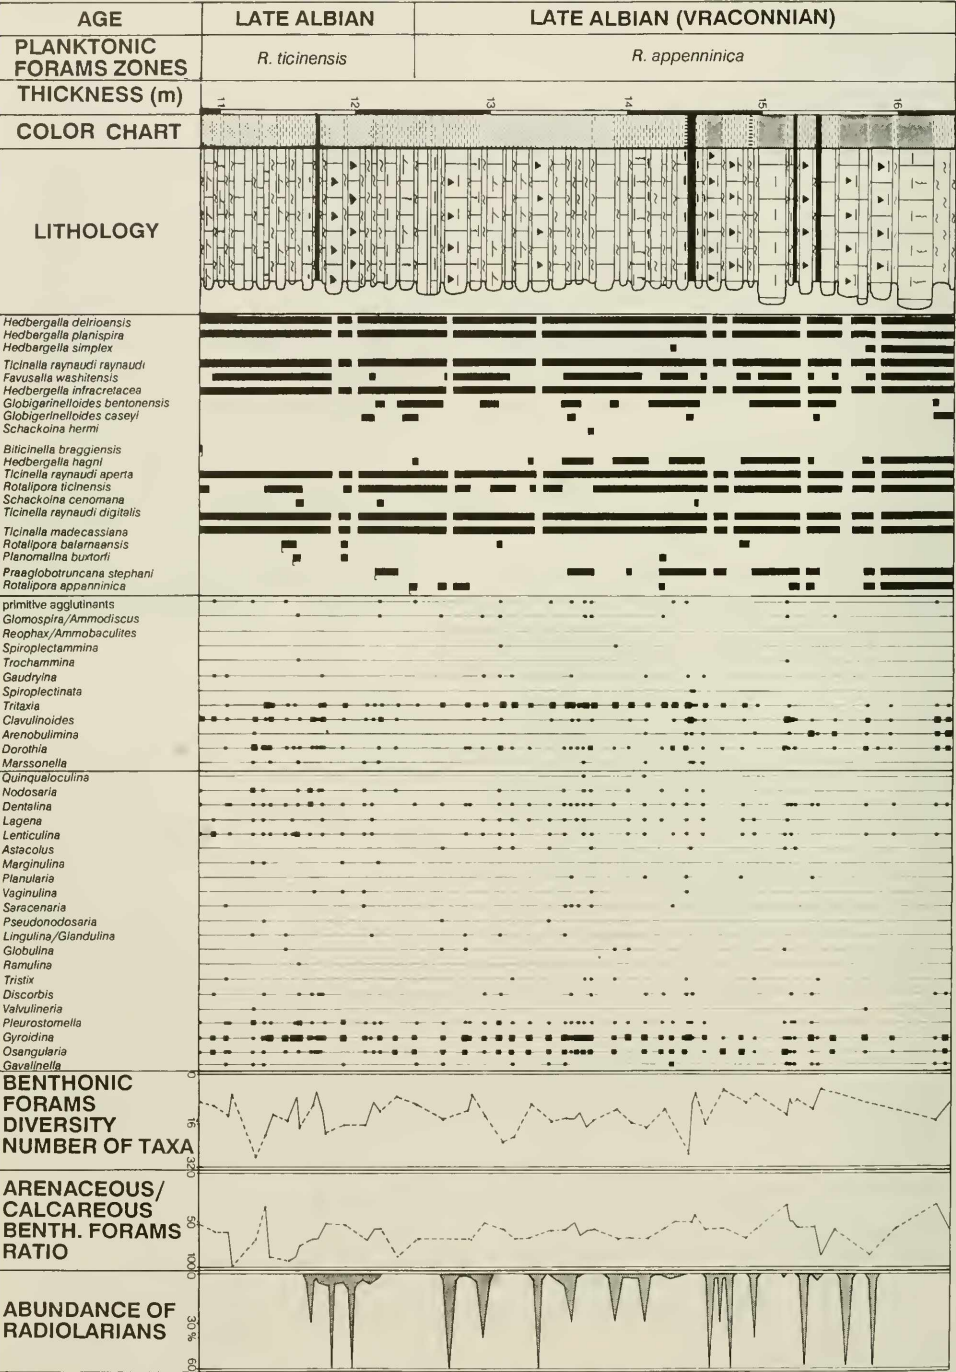 AGE
LATE ALBIAN
LATE ALBIAN (VRACONNIAN)
PLANKTONIC
FORAMS ZONES
R. ticinensis
R. appenninica
THICKNESS (m)
11
12
13
14
15
16
COLOR CHART
LITHOLOGY
Hedbergella delrioensis
Hedbergella planispira
Hedbergella simplex
Ticinella raynaudi raynaudi
Favusella washitensis
Hedbergella infracretacea
Globigerinelloides bentonensis
Globigerinelloides caseyi
Schackoina hermi
Biticinella breggiensis
Hedbergella hagni
Ticinella raynaudi aperta
Rotalipora ticinensis
Schackoina cenomana
Ticinella raynaudi digitalis
Ticinella madecassiana
Rotalipora balernaensis
Planomalina buxtorfi
Praeglobotruncana stephani
Rotalipora appenninica
primitive agglutinants
Glomospira/Ammodiscus
Reophax/Ammobaculites
Spiroplectammina
Trochammina
Gaudryina
Spiroplectinata
Tritaxia
Clavulinoides
Arenobulimina
Dorothia
Marssonella
Quinqueloculina
Nodosaria
Dentalina
Lagena
Lenticulina
Astacolus
Marginulina
Planularia
Vaginulina
Saracenaria
Pseudonodosaria
Lingulina/Glandulina
Globulina
Ramulina
Tristix
Discorbis
Valvulineria
Pleurostomella
Gyroidina
Osangularia
Gavalinella
BENTHONIC
FORAMS
DIVERSITY
NUMBER OF TAXA
0
16
32
ARENACEOUS/
CALCAREOUS
BENTH. FORAMS
RATIO
0
50
100
ABUNDANCE OF
RADIOLARIANS
0
30 %
60